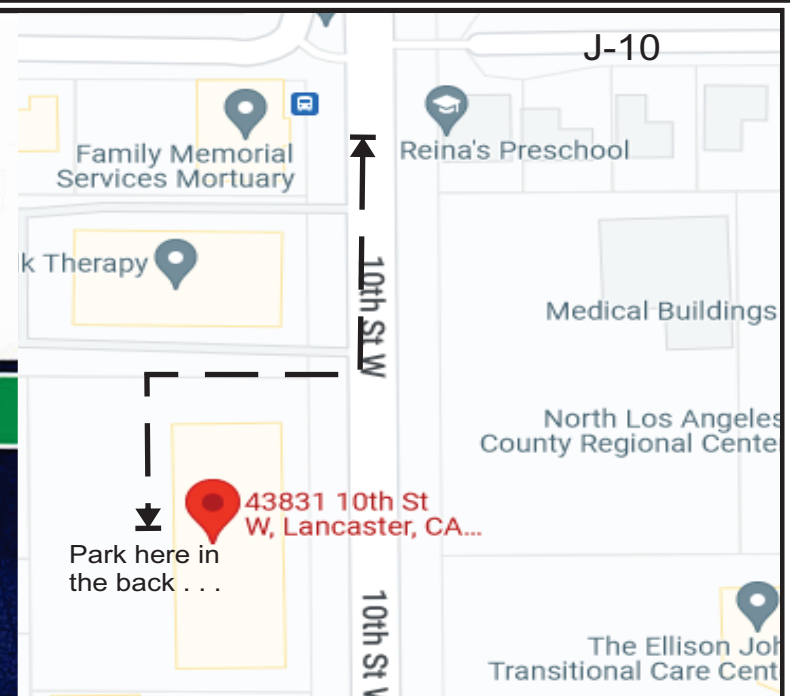 J-10
Family Memorial
Services Mortuary
Reina's Preschool
k Therapy
10th St W
Medical Buildings
North Los Angeles
County Regional Cente
43831 10th St
W, Lancaster, CA...
Park here in
the back . . .
10th St W
The Ellison Joh
Transitional Care Cent